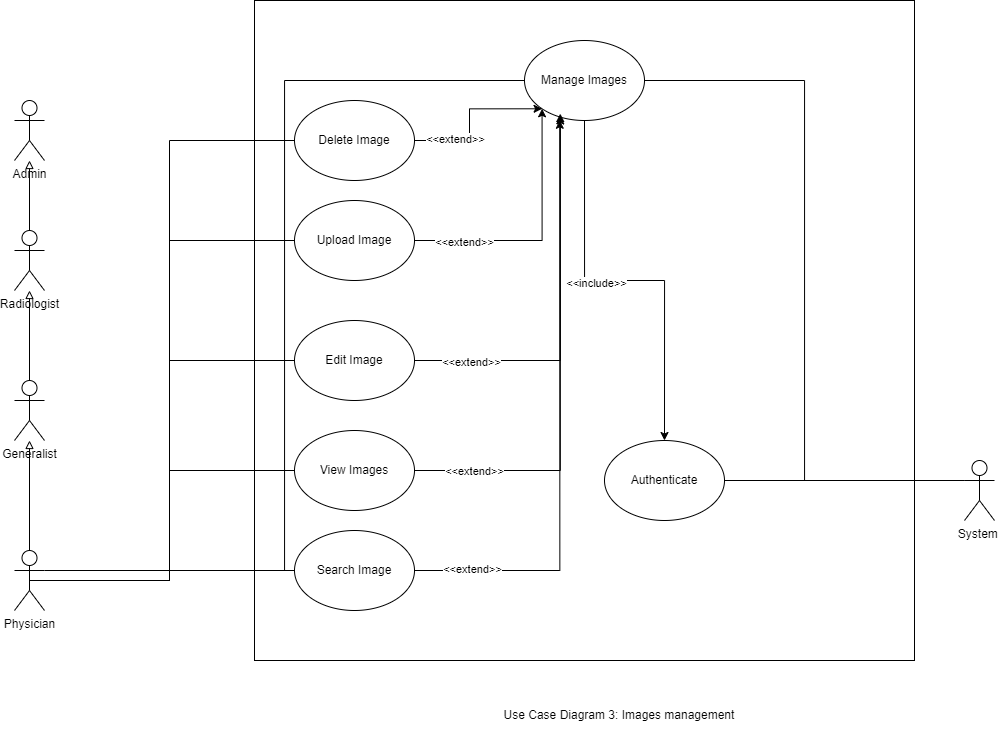 Manage Images
Admin
Delete Image
<<extend>>
Radiologist
Upload Image
<<extend>>
<<include>>
Generalist
Edit Image
<<extend>>
View Images
<<extend>>
Authenticate
System
Search Image
<<extend>>
Physician
Use Case Diagram 3: Images management